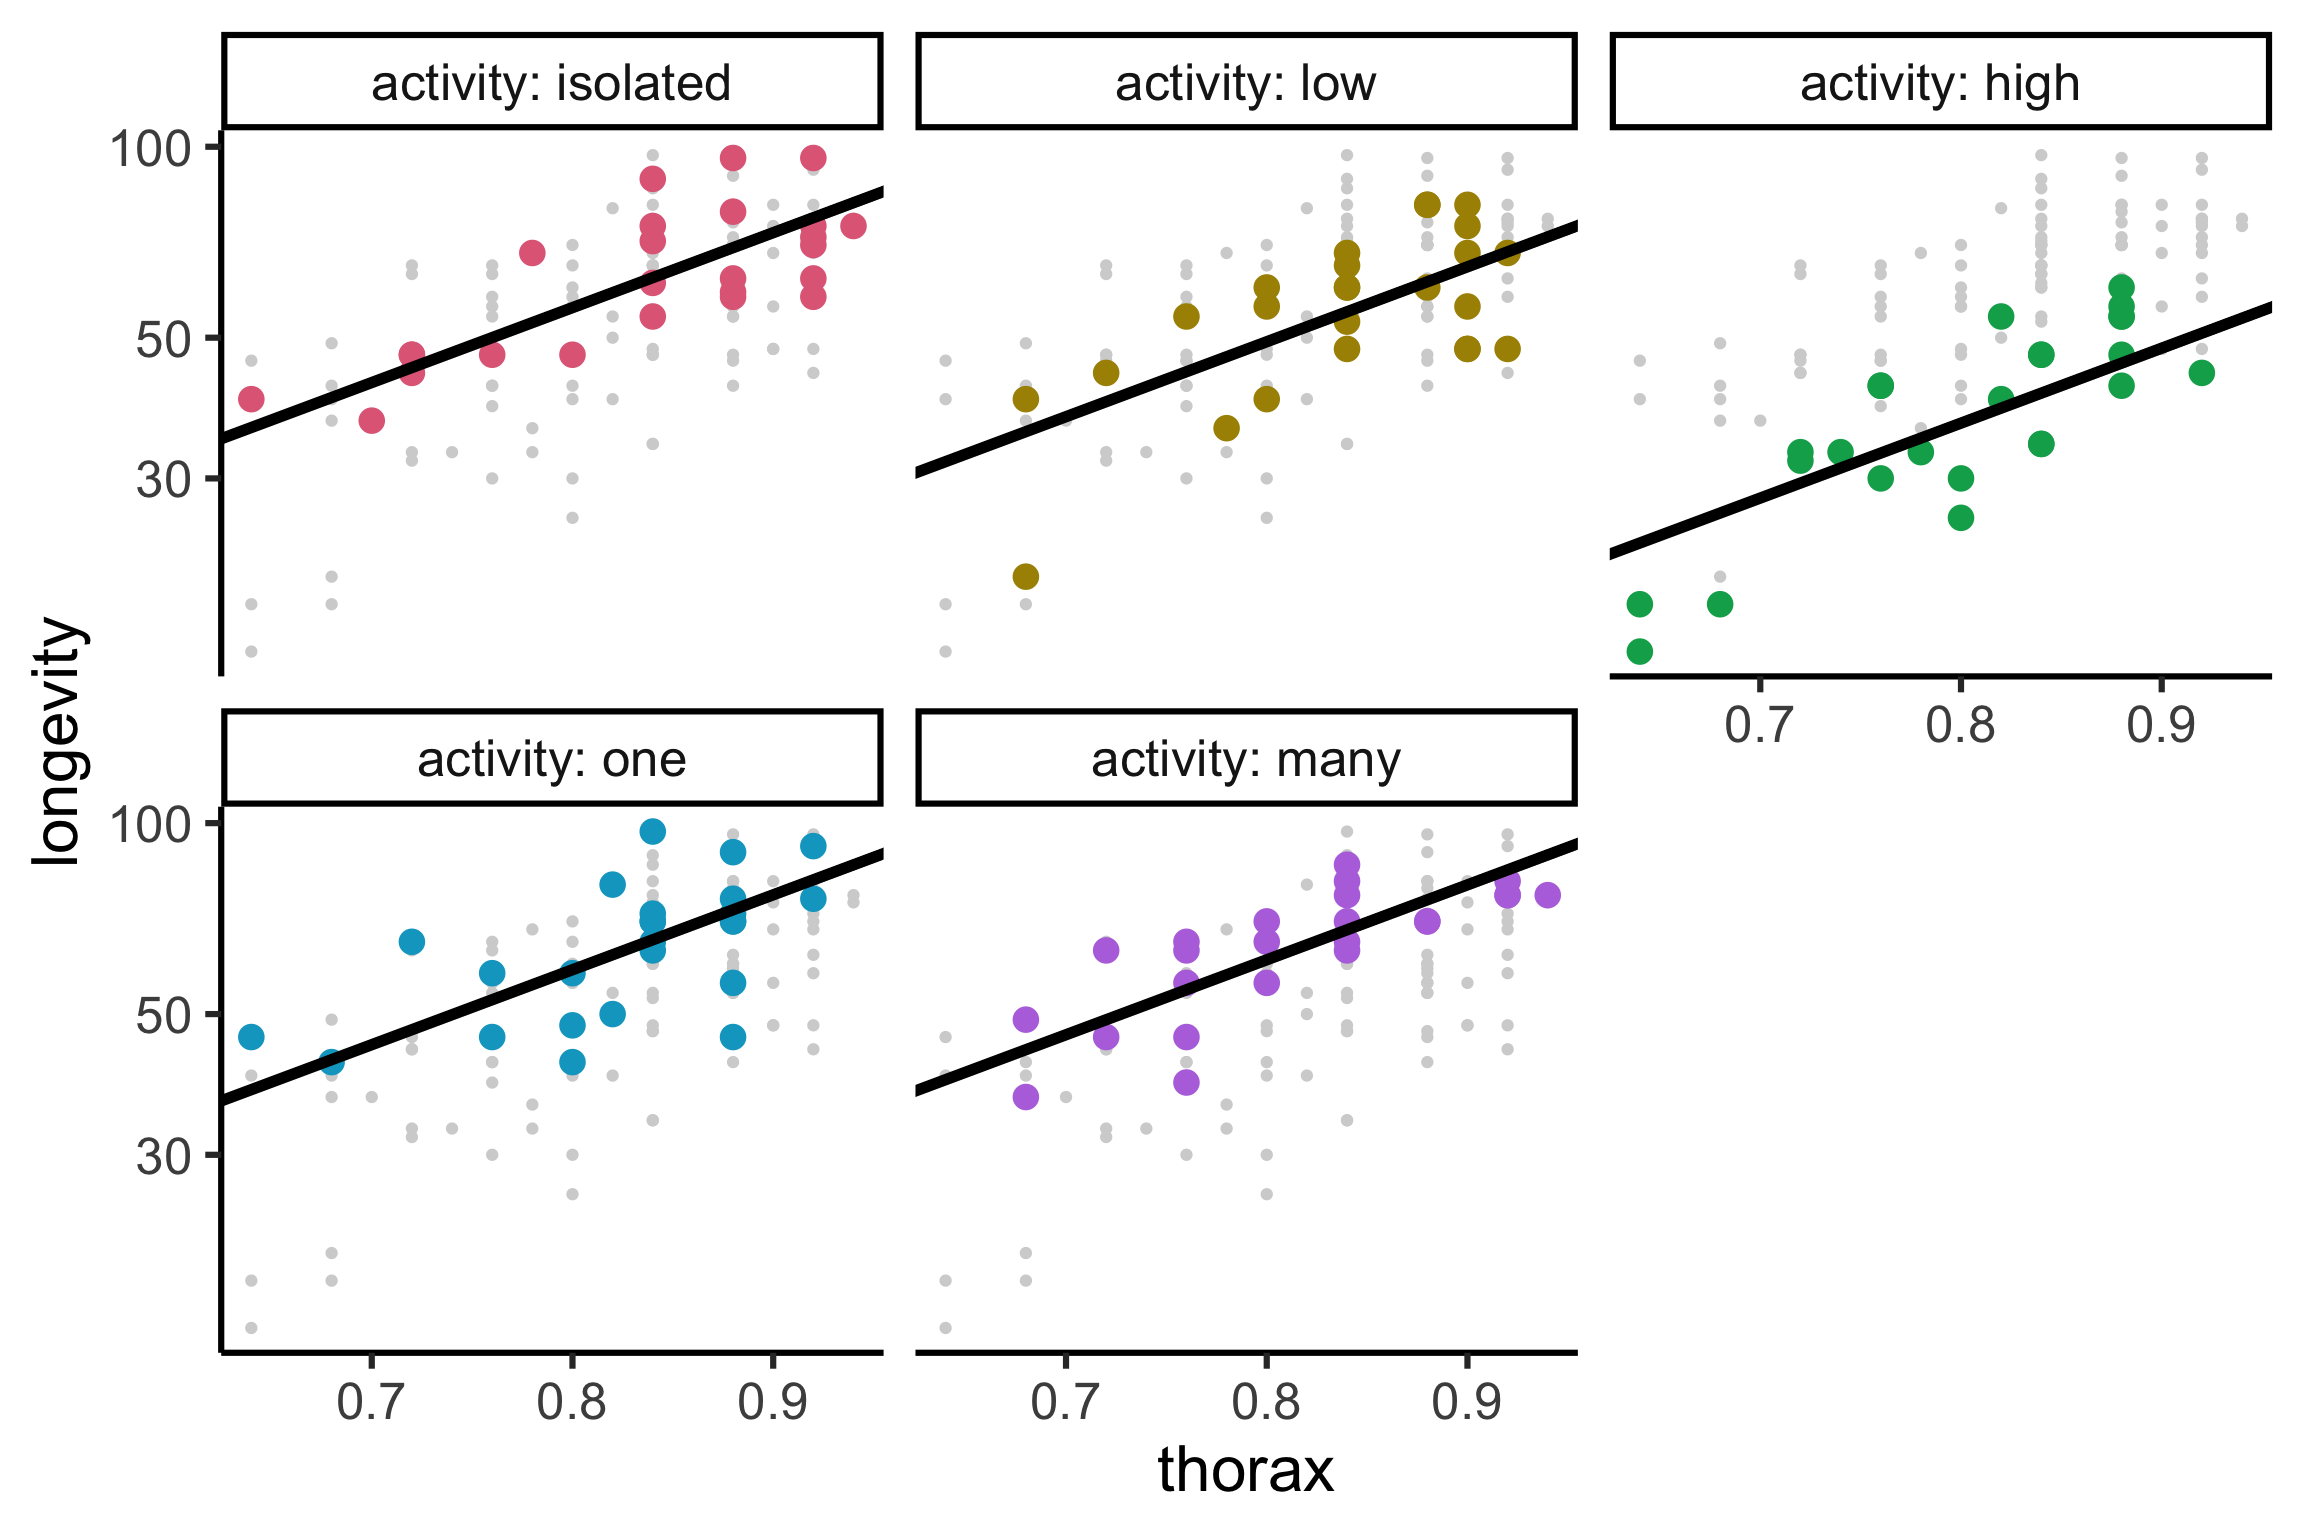 activity: isolated
activity: low
activity: high
100
50
30
0.7 0.8 0.9
longevity
activity: one
activity: many
100
50
30
0.7 0.8 0.9
0.7 0.8 0.9
thorax